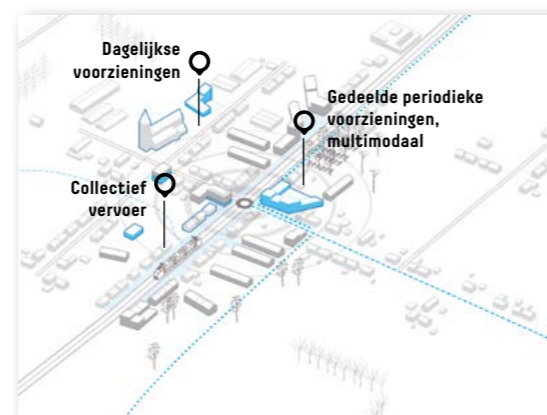 Dagelijkse
voorzieningen
Gedeelde periodieke
voorzieningen,
multimodaal
Collectief
vervoer